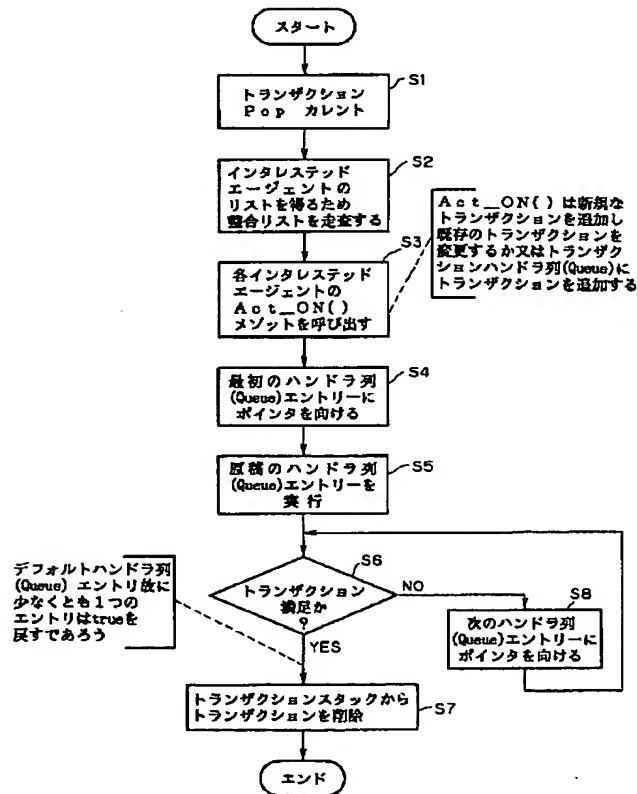 スタート
S1
トランザクション
Pop カレント
S2
インタレステッド
エージェントの
リストを得るため
整合リストを走査する
Act_ON()は新規な
トランザクションを追加し
既存のトランザクションを
変更するか又はトランザク
ションハンドラ列(Queue)に
トランザクションを追加する
S3
各インタレステッド
エージェントの
Act_ON()
メゾットを呼び出す
S4
最初のハンドラ列
(Queue)エントリーに
ポインタを向ける
S5
原稿のハンドラ列
(Queue)エントリーを
実行
デフォルトハンドラ列
(Queue)エントリ故に
少なくとも1つの
エントリはtrueを
戻すであろう
S6
トランザクション
満足か
?
NO
YES
S8
次のハンドラ列
(Queue)エントリーに
ポインタを向ける
トランザクションスタックから
トランザクションを削除
S7
エンド